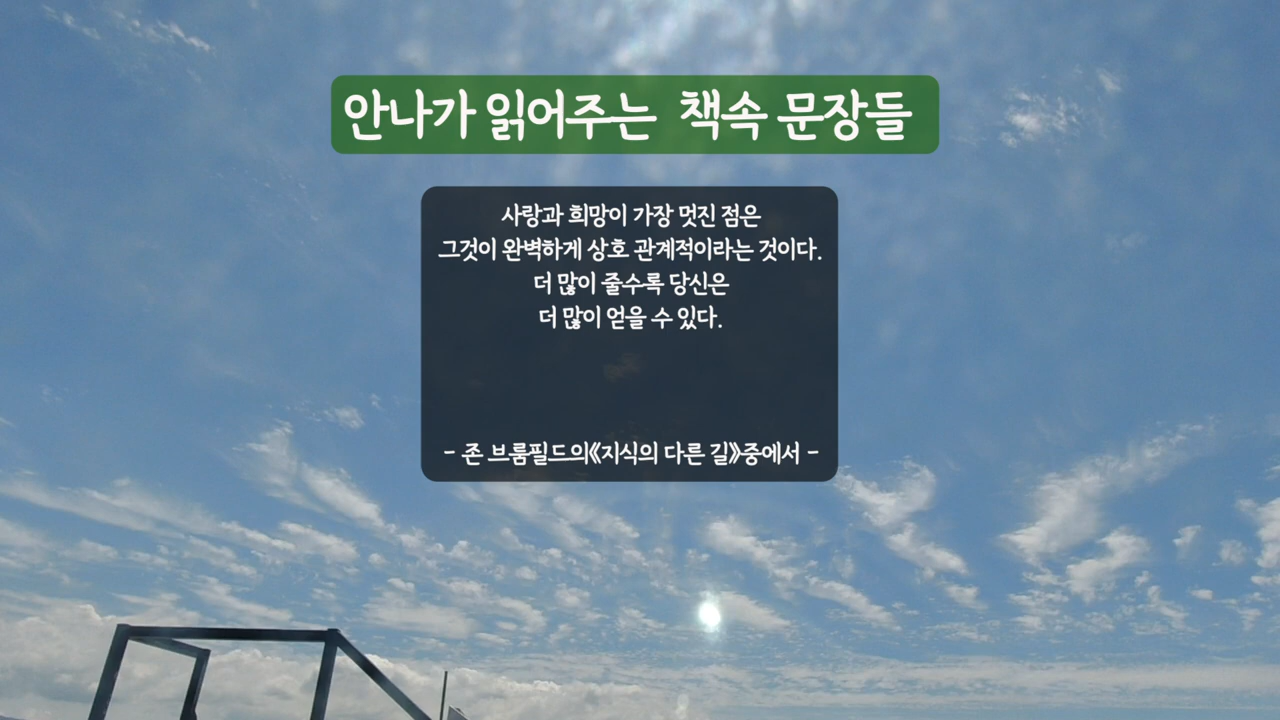 안나가 읽어주는 책속 문장들
사랑과 희망이 가장 멋진 점은
그것이 완벽하게 상호 관계적이라는 것이다.
더 많이 줄수록 당신은
더 많이 얻을 수 있다.
- 존 브룸필드의《지식의 다른 길》중에서 -